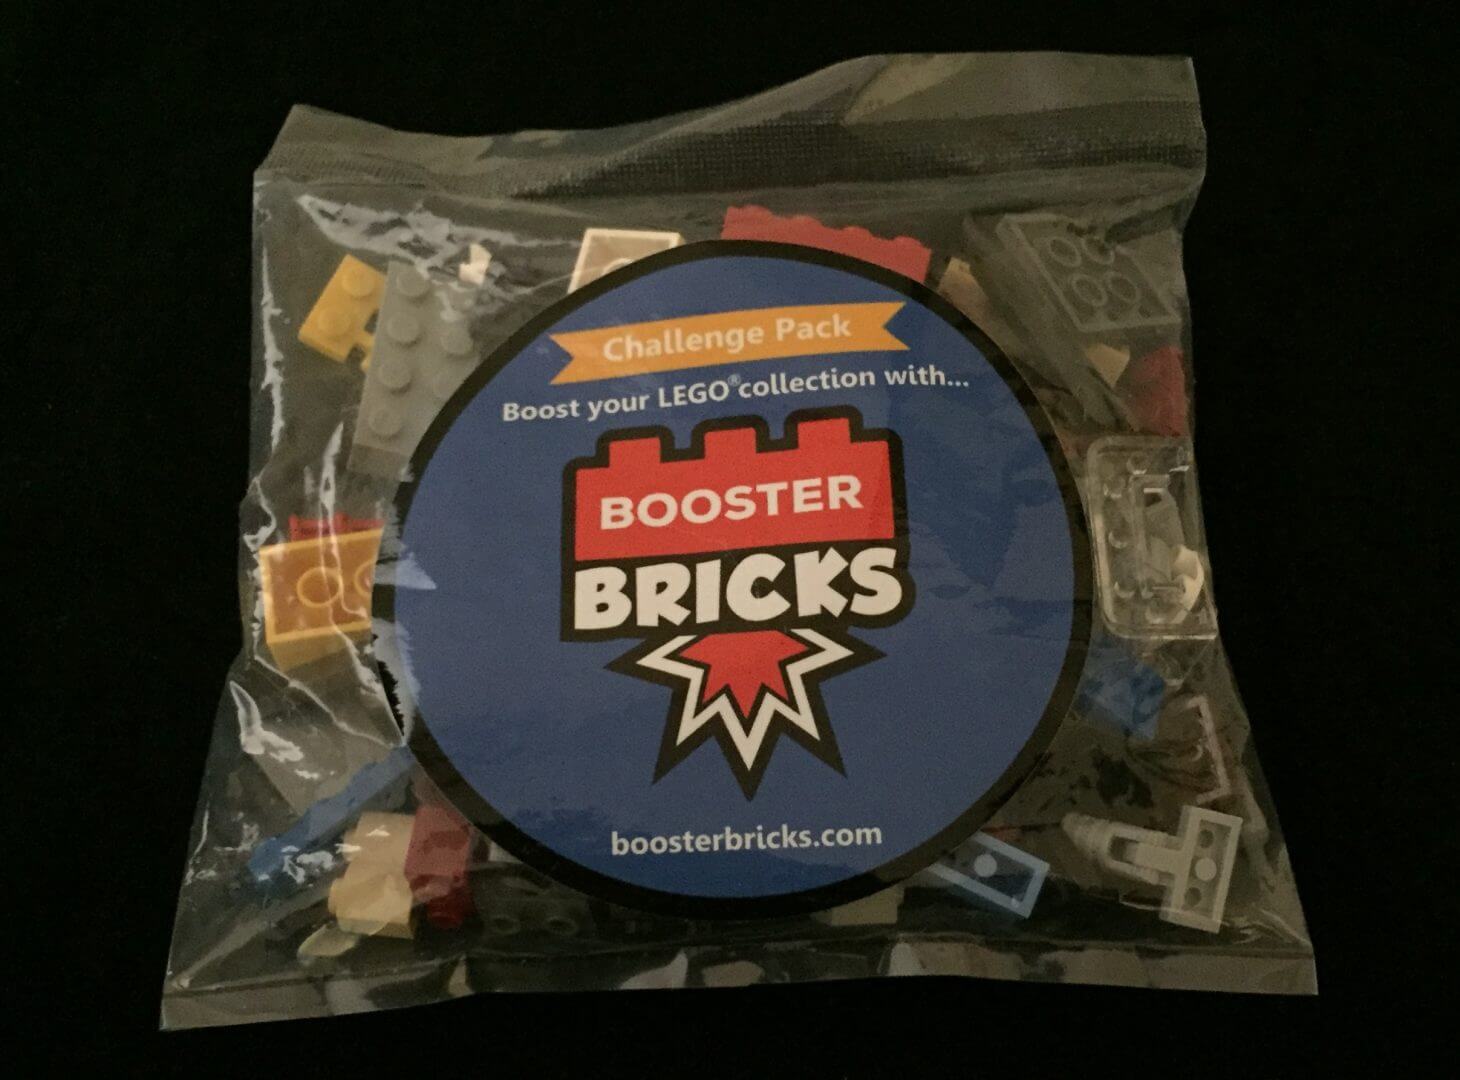 Challenge Pack
Boost your LEGO® collection with...
BOOSTER
BRICKS
boosterbricks.com